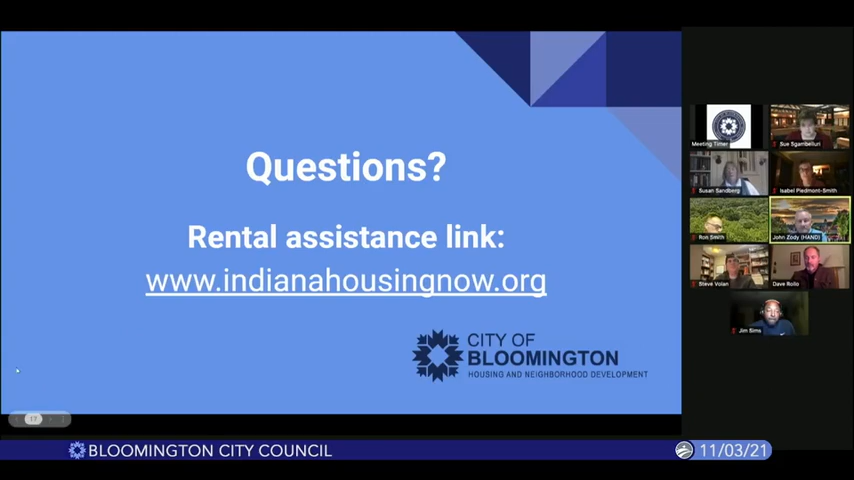 Questions?
Rental assistance link:
www.indianahousingnow.org
CITY OF
BLOOMINGTON
HOUSING AND NEIGHBORHOOD DEVELOPMENT
17
Meeting Timer
Sue Sgambelluri
Susan Sandberg
Isabel Piedmont-Smith
Ron Smith
John Zody (HAND)
Steve Volan
Dave Rollo
Jim Sims
BLOOMINGTON CITY COUNCIL
11/03/21